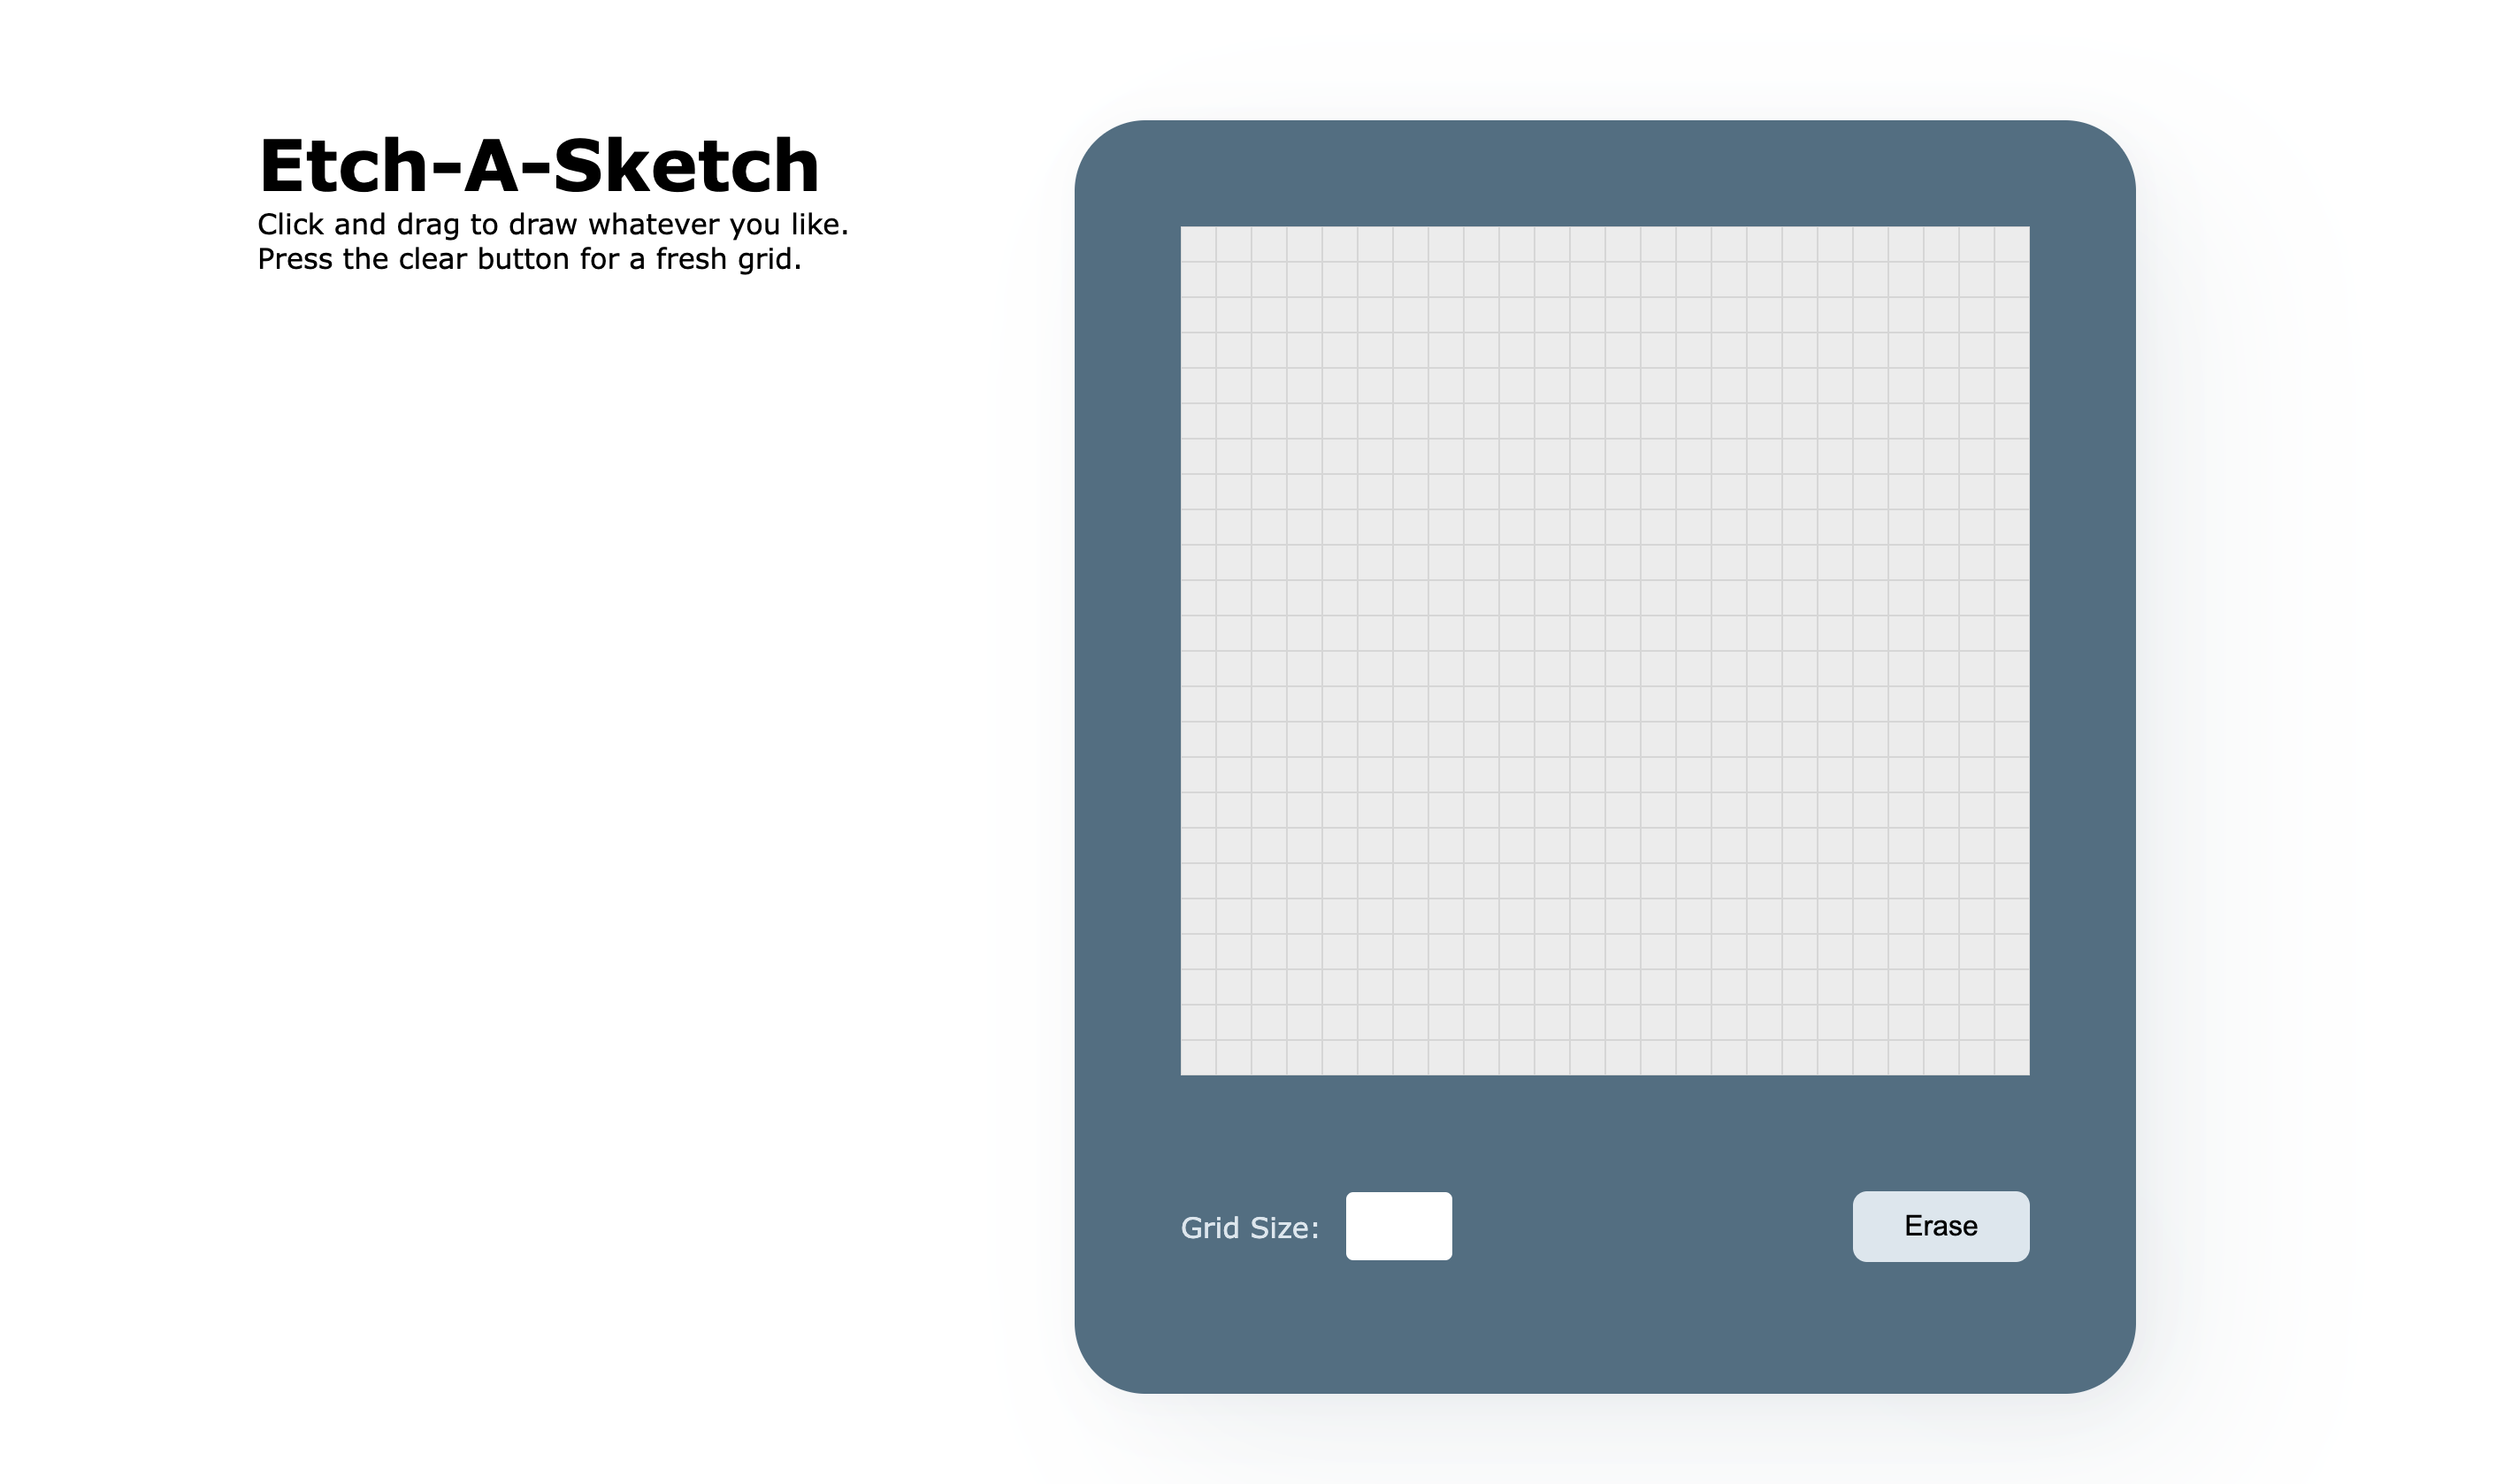 Etch-A-Sketch
Click and drag to draw whatever you like.
Press the clear button for a fresh grid.
Grid Size:
Erase